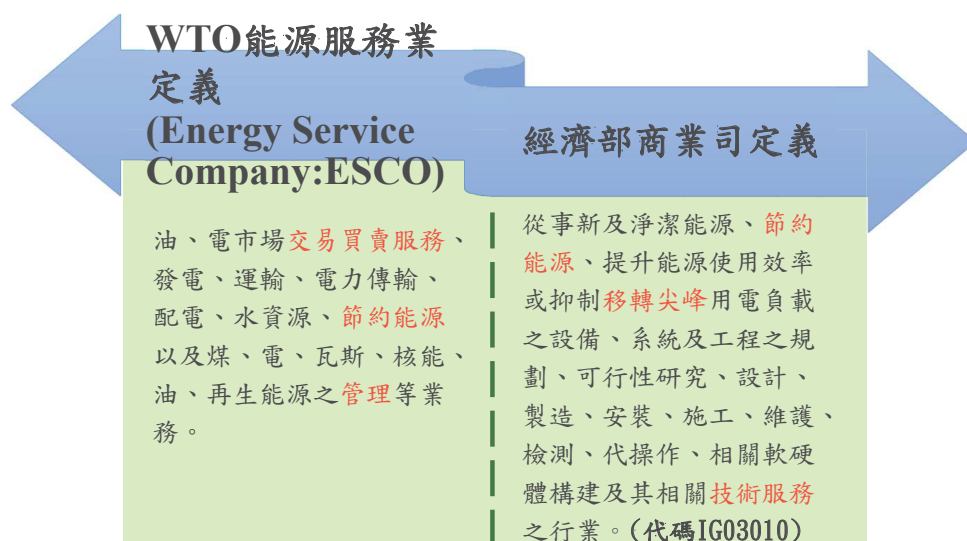 WTO能源服務業
定義
(Energy Service
Company:ESCO)
油、電市場交易買賣服務、
發電、運輸、電力傳輸、
配電、水資源、節約能源
以及煤、電、瓦斯、核能、
油、再生能源之管理等業
務。
經濟部商業司定義
從事新及淨潔能源、節約
能源、提升能源使用效率
或抑制移轉尖峰用電負載
之設備、系統及工程之規
劃、可行性研究、設計、
製造、安裝、施工、維護、
檢測、代操作、相關軟硬
體構建及其相關技術服務
之行業。(代碼IG03010)